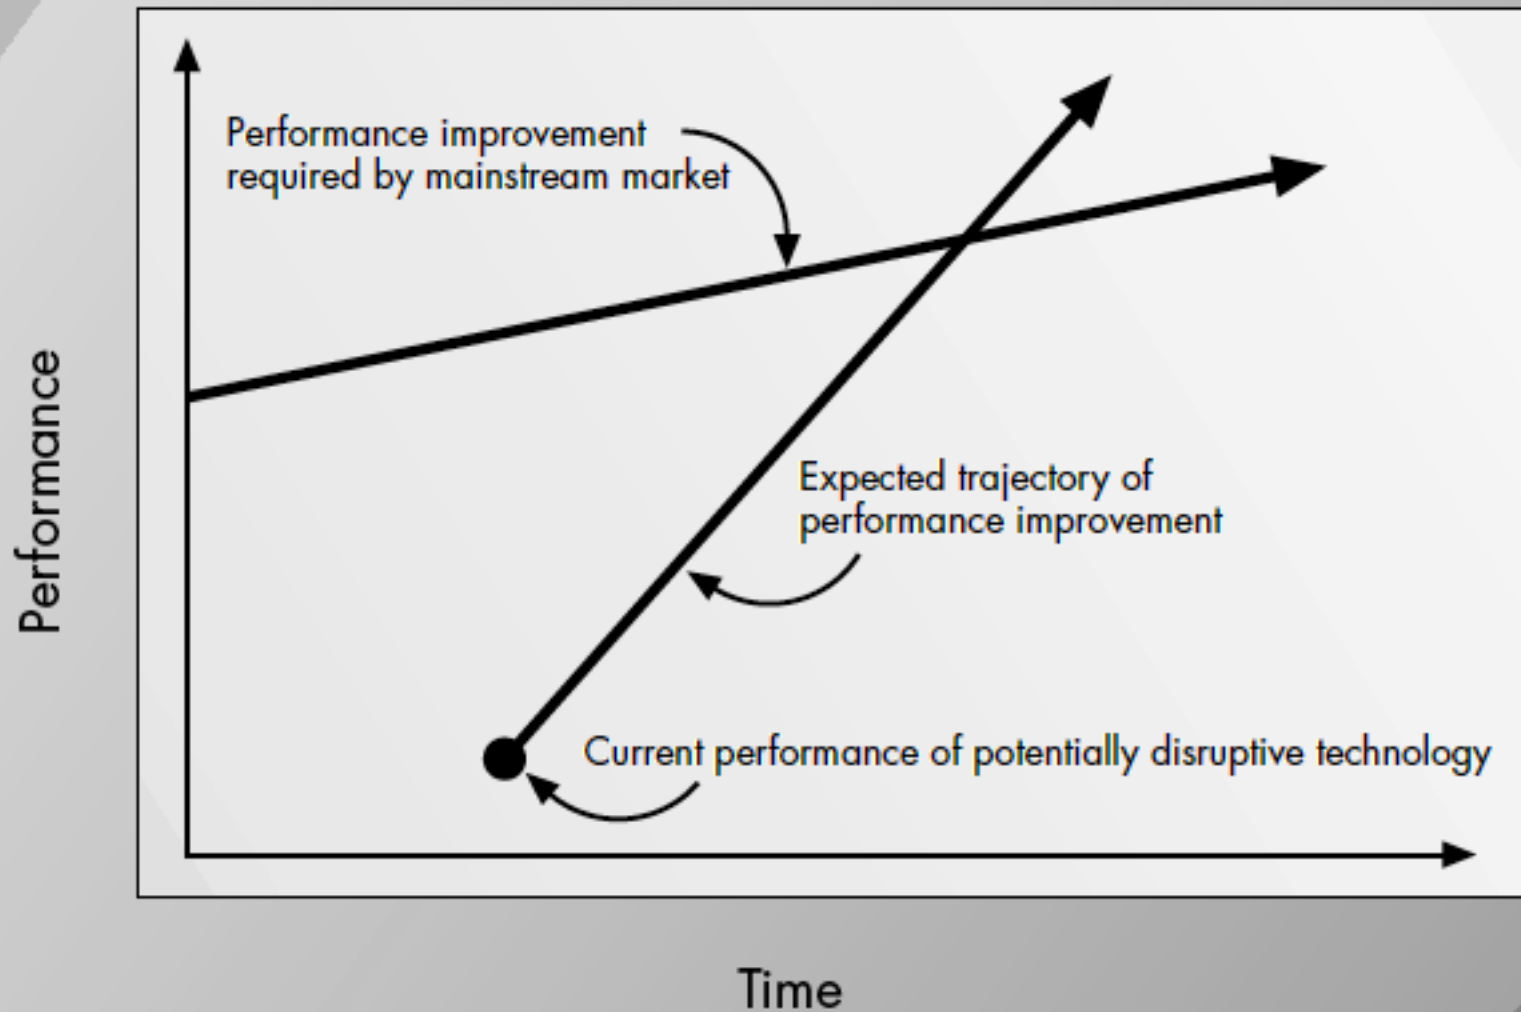 Performance improvement
required by mainstream market
Performance
Expected trajectory of
performance improvement
Current performance of potentially disruptive technology
Time